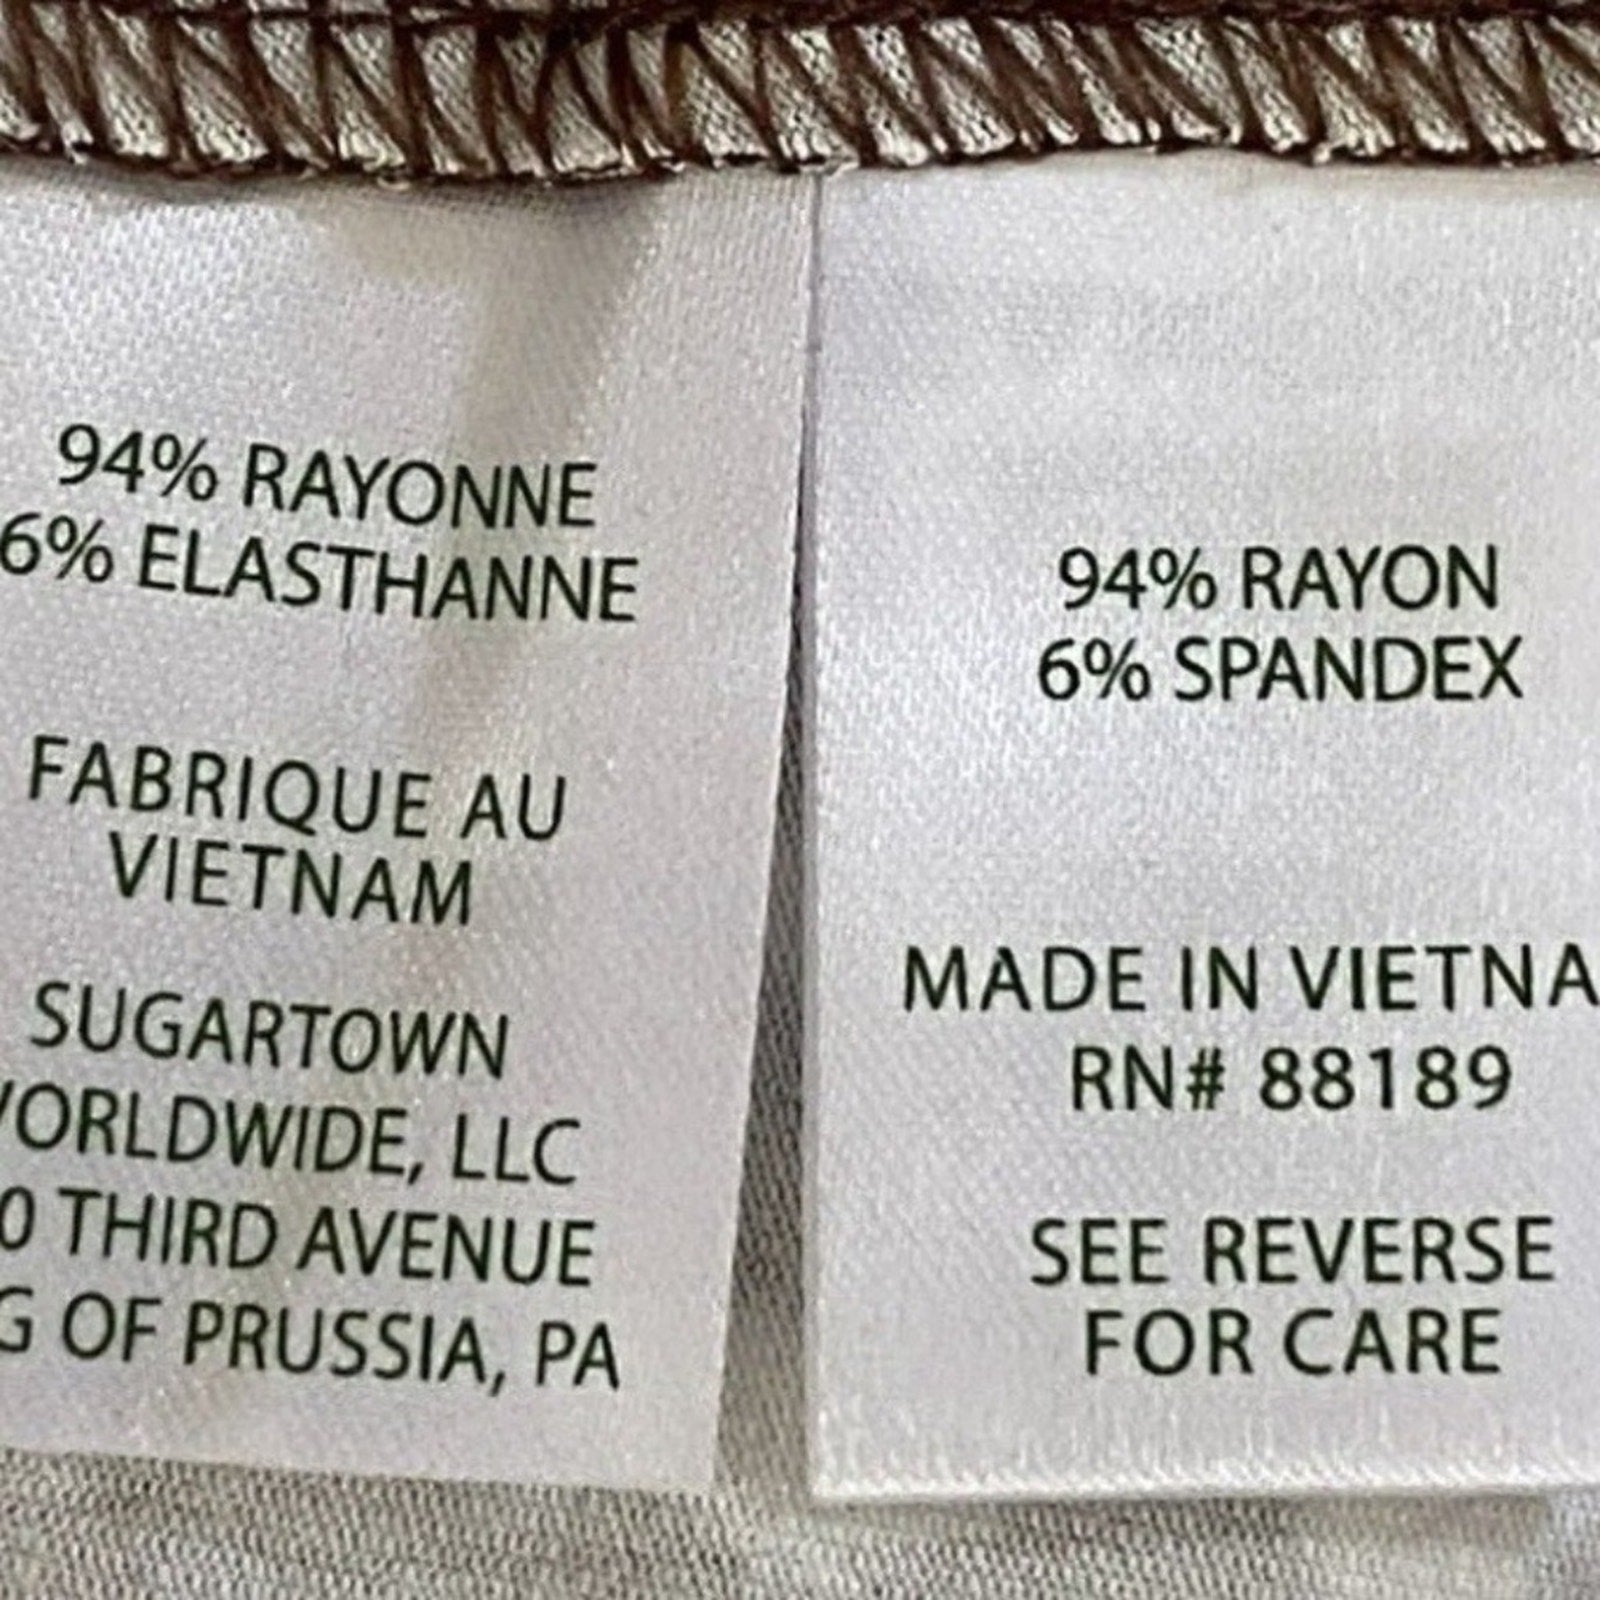 94% RAYONNE
6% ELASTHANNE
FABRIQUE AU
VIETNAM
SUGARTOWN
ORLDWIDE, LLC
0 THIRD AVENUE
G OF PRUSSIA, PA
94% RAYON
6% SPANDEX
MADE IN VIETNA
RN# 88189
SEE REVERSE
FOR CARE